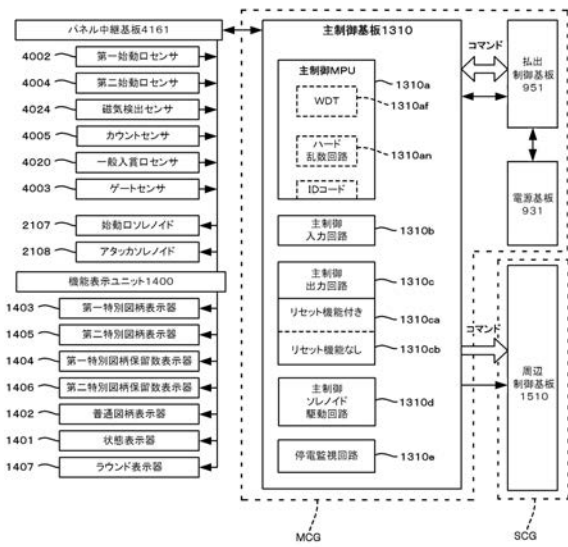 パネル中継基板4161
4002
第一始動口センサ
4004
第二始動口センサ
4024
磁気検出センサ
4005
カウントセンサ
4020
一般入賞口センサ
4003
ゲートセンサ
2107
始動口ソレノイド
2108
アタッカソレノイド
機能表示ユニット1400
1403
第一特別図柄表示器
1405
第二特別図柄表示器
1404
第一特別図柄保留数表示器
1406
第二特別図柄保留数表示器
1402
普通図柄表示器
1401
状態表示器
1407
ラウンド表示器
主制御基板1310
主制御MPU
1310a
WDT
1310af
ハード
乱数回路
1310an
IDコード
主制御
入力回路
1310b
主制御
出力回路
1310c
リセット機能付き
1310ca
リセット機能なし
1310cb
主制御
ソレノイド
駆動回路
1310d
停電監視回路
1310e
コマンド
払出
制御基板
951
電源基板
931
コマンド
周辺
制御基板
1510
MCG
SCG